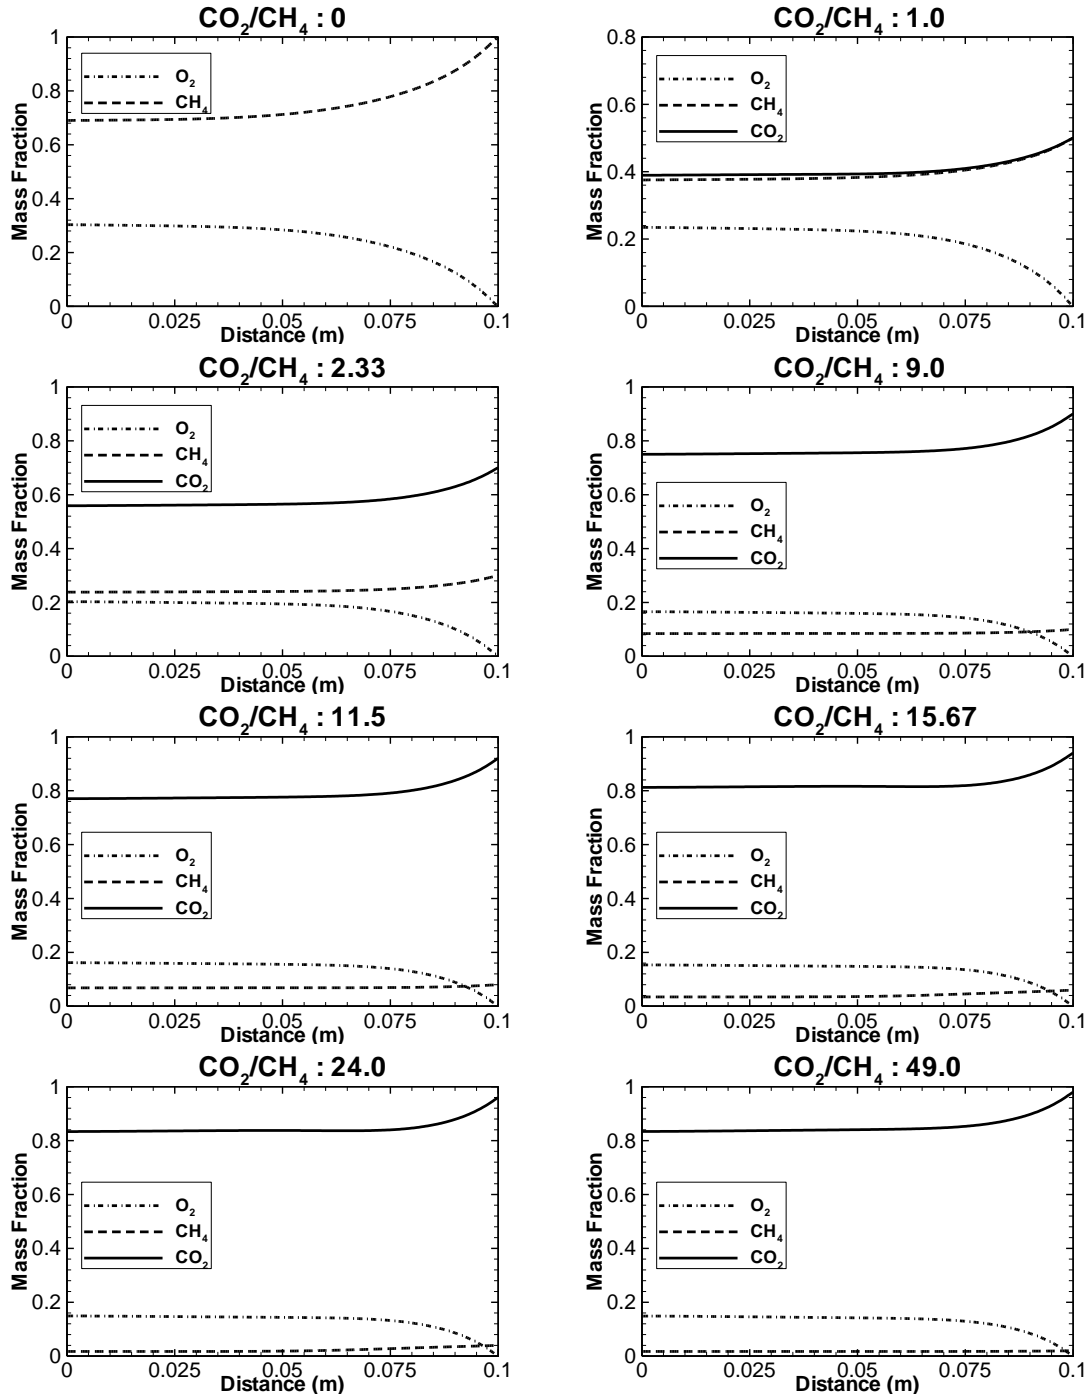 CO₂/CH₄ : 0
1
0.8
0.6
0.4
0.2
0
Mass Fraction
O₂
CH₄
0
0.025
0.05
0.075
0.1
Distance (m)
CO₂/CH₄ : 1.0
0.8
0.6
0.4
0.2
0
Mass Fraction
O₂
CH₄
CO₂
0
0.025
0.05
0.075
0.1
Distance (m)
CO₂/CH₄ : 2.33
1
0.8
0.6
0.4
0.2
0
Mass Fraction
O₂
CH₄
CO₂
0
0.025
0.05
0.075
0.1
Distance (m)
CO₂/CH₄ : 9.0
1
0.8
0.6
0.4
0.2
0
Mass Fraction
O₂
CH₄
CO₂
0
0.025
0.05
0.075
0.1
Distance (m)
CO₂/CH₄ : 11.5
1
0.8
0.6
0.4
0.2
0
Mass Fraction
O₂
CH₄
CO₂
0
0.025
0.05
0.075
0.1
Distance (m)
CO₂/CH₄ : 15.67
1
0.8
0.6
0.4
0.2
0
Mass Fraction
O₂
CH₄
CO₂
0
0.025
0.05
0.075
0.1
Distance (m)
CO₂/CH₄ : 24.0
1
0.8
0.6
0.4
0.2
0
Mass Fraction
O₂
CH₄
CO₂
0
0.025
0.05
0.075
0.1
Distance (m)
CO₂/CH₄ : 49.0
1
0.8
0.6
0.4
0.2
0
Mass Fraction
O₂
CH₄
CO₂
0
0.025
0.05
0.075
0.1
Distance (m)